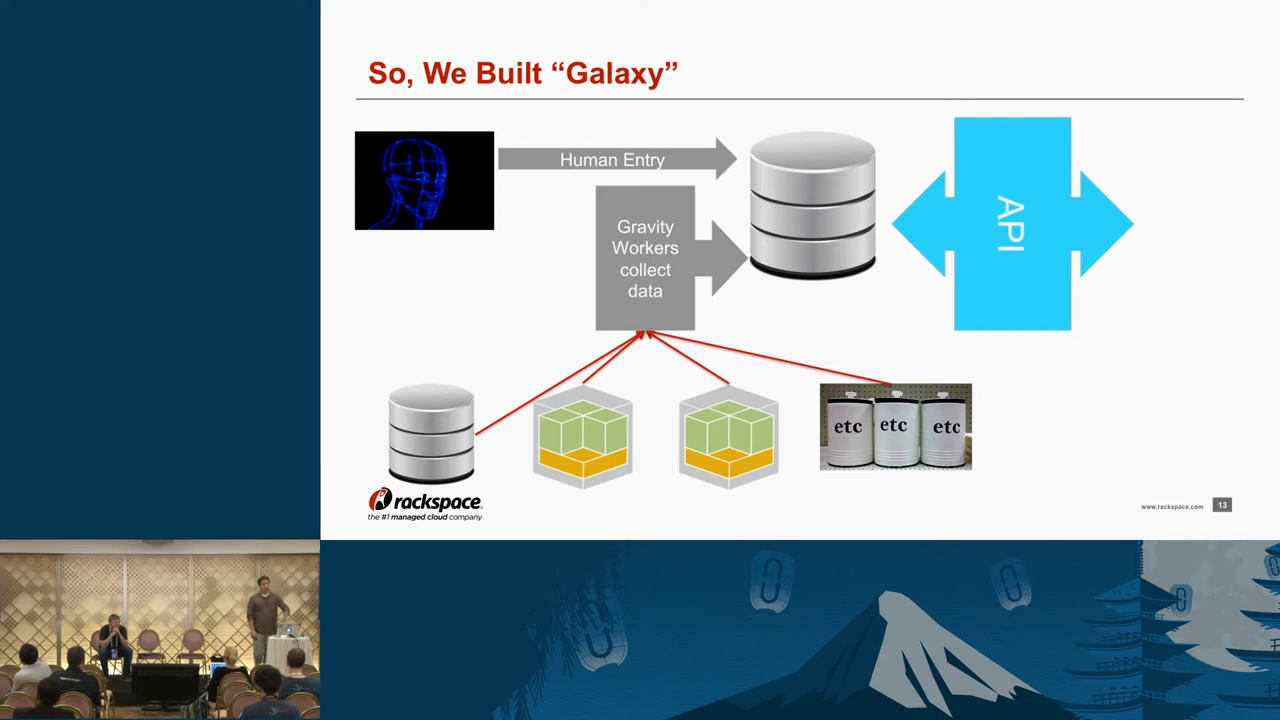 So, We Built “Galaxy”
Human Entry
Gravity
Workers
collect
data
API
etc
etc
etc
rackspace
the #1 managed cloud company
www.rackspace.com
13